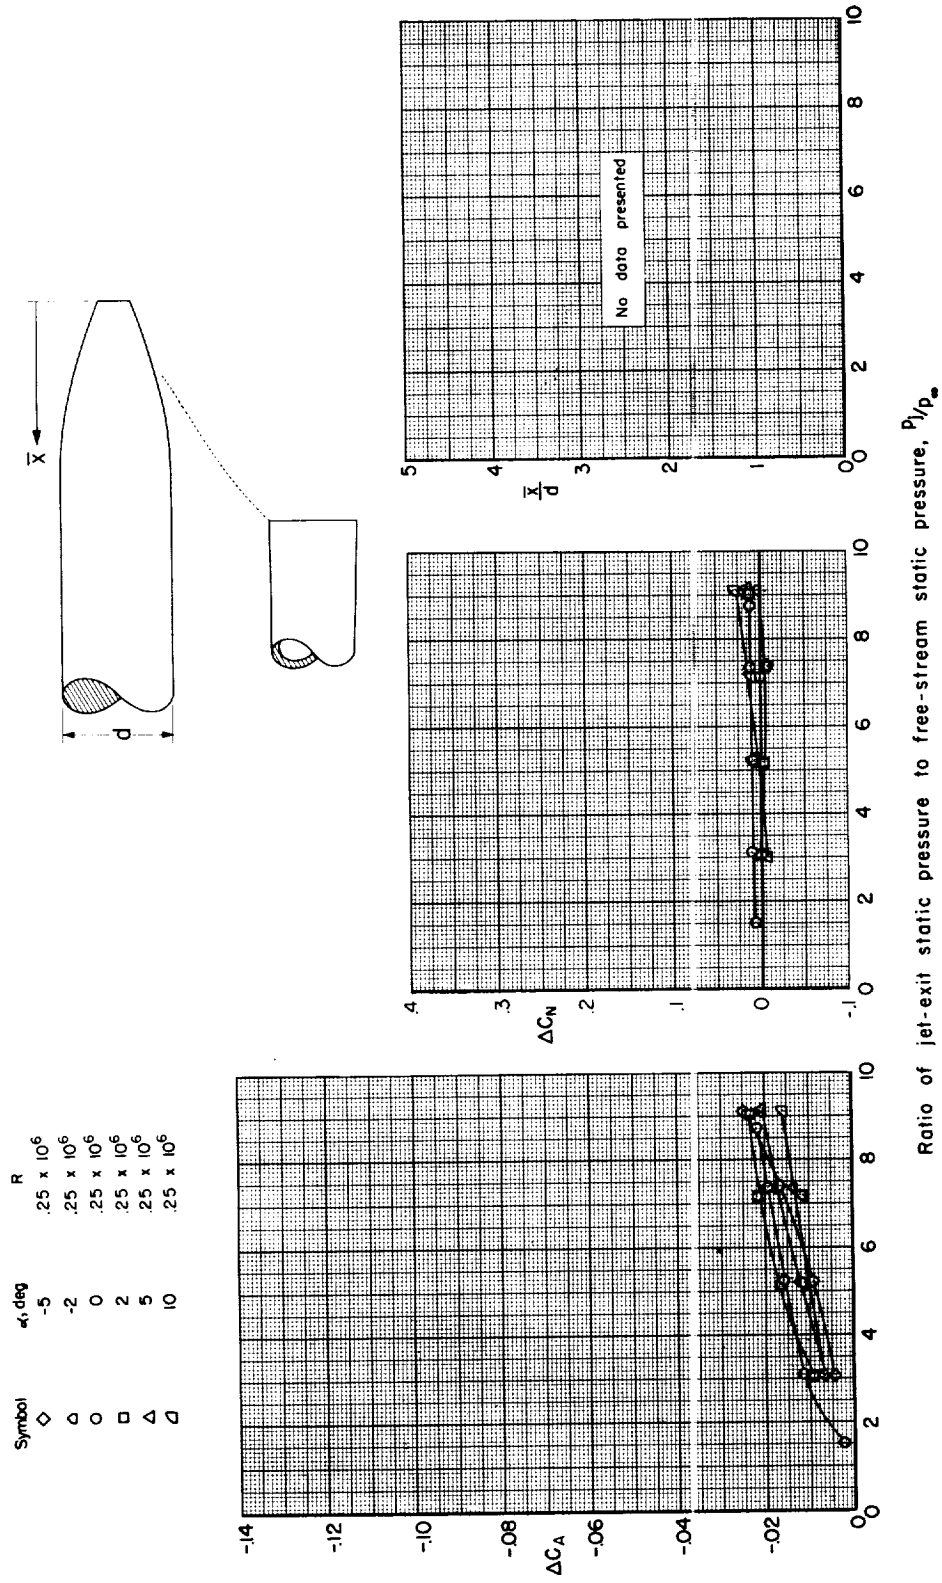 Symbol α, deg R
-5 .25 x 10⁶
-2 .25 x 10⁶
0 .25 x 10⁶
2 .25 x 10⁶
5 .25 x 10⁶
10 .25 x 10⁶
x̄
d
-.14
-.12
-.10
-.08
ΔC_A
-.06
-.04
-.02
0
0 2 4 6 8 10
.4
.3
ΔC_N
.2
.1
0
-.1
0 2 4 6 8 10
5
4
x̄/d
3
2
1
0
0 2 4 6 8 10
No data presented
Ratio of jet-exit static pressure to free-stream static pressure, p_j/p_∞